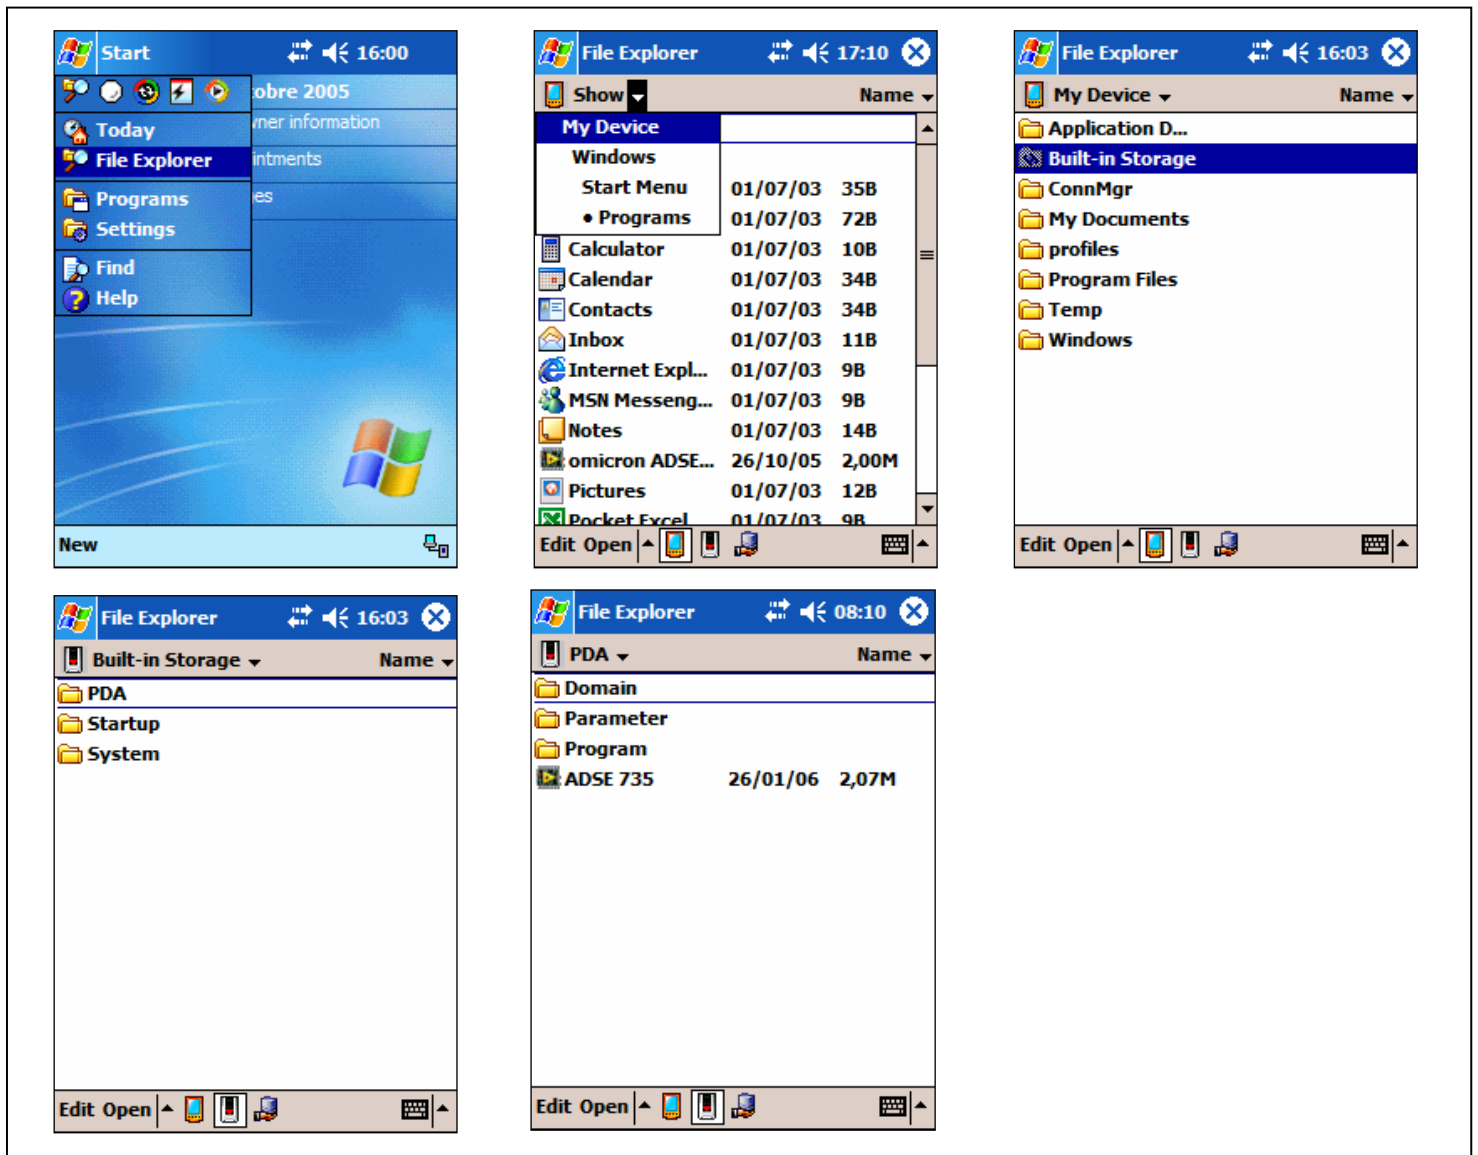 Start 16:00
obre 2005
Today
ner information
File Explorer
intments
Programs
es
Settings
Find
Help
New
File Explorer 17:10
Show Name
My Device
Windows
Start Menu 01/07/03 35B
• Programs 01/07/03 72B
Calculator 01/07/03 10B
Calendar 01/07/03 34B
Contacts 01/07/03 34B
Inbox 01/07/03 11B
Internet Expl... 01/07/03 9B
MSN Messeng... 01/07/03 9B
Notes 01/07/03 14B
omicron ADSE... 26/10/05 2,00M
Pictures 01/07/03 12B
Pocket Excel 01/07/03 9B
Edit Open
File Explorer 16:03
My Device Name
Application D...
Built-in Storage
ConnMgr
My Documents
profiles
Program Files
Temp
Windows
Edit Open
File Explorer 16:03
Built-in Storage Name
PDA
Startup
System
Edit Open
File Explorer 08:10
PDA Name
Domain
Parameter
Program
ADSE 735 26/01/06 2,07M
Edit Open